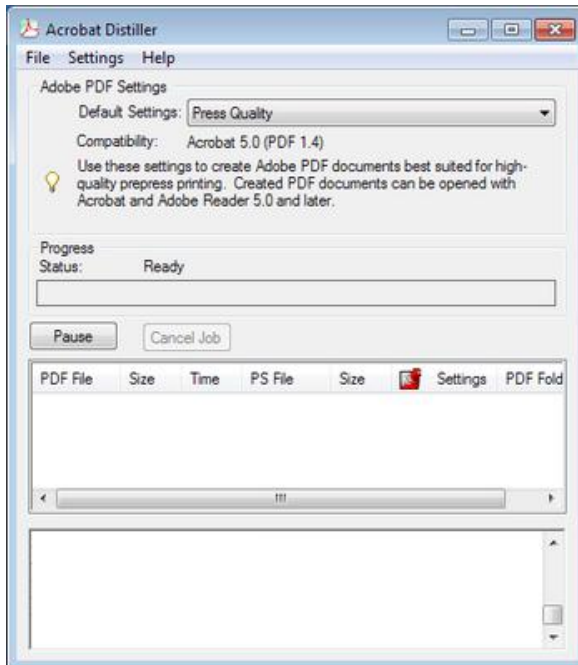 Acrobat Distiller
File Settings Help
Adobe PDF Settings
Default Settings: Press Quality
Compatibility: Acrobat 5.0 (PDF 1.4)
Use these settings to create Adobe PDF documents best suited for high-
quality prepress printing. Created PDF documents can be opened with
Acrobat and Adobe Reader 5.0 and later.
Progress
Status: Ready
Pause Cancel Job
PDF File Size Time PS File Size Settings PDF Fold